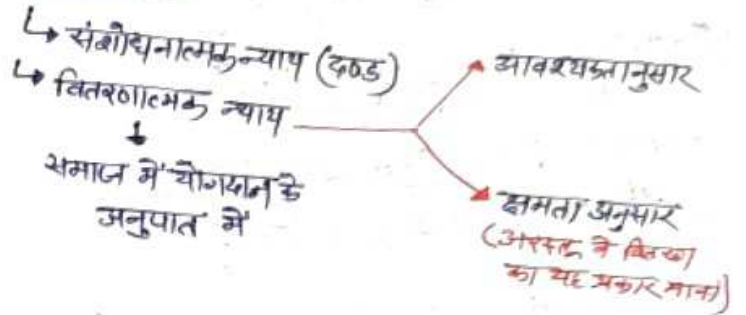 ↳ संशोधनात्मक न्याय (दण्ड)
↳ वितरणात्मक न्याय
समाज में योगदान के
अनुपात में
आवश्यकतानुसार
क्षमता अनुसार
(अरस्तू ने वितरण
का यह प्रकार माना)